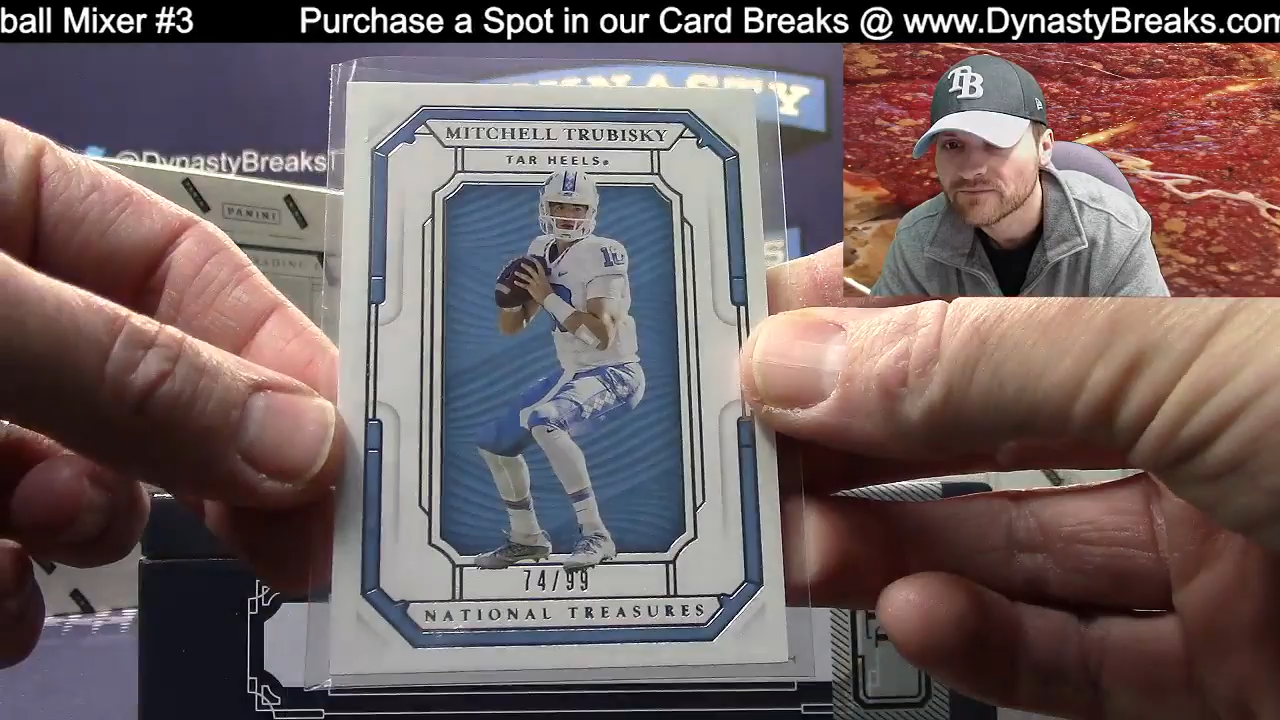 ball Mixer #3 Purchase a Spot in our Card Breaks @ www.DynastyBreaks.com
@DynastyBreaks
PANINI
MITCHELL TRUBISKY
TAR HEELS®
10
74/99
NATIONAL TREASURES
TB